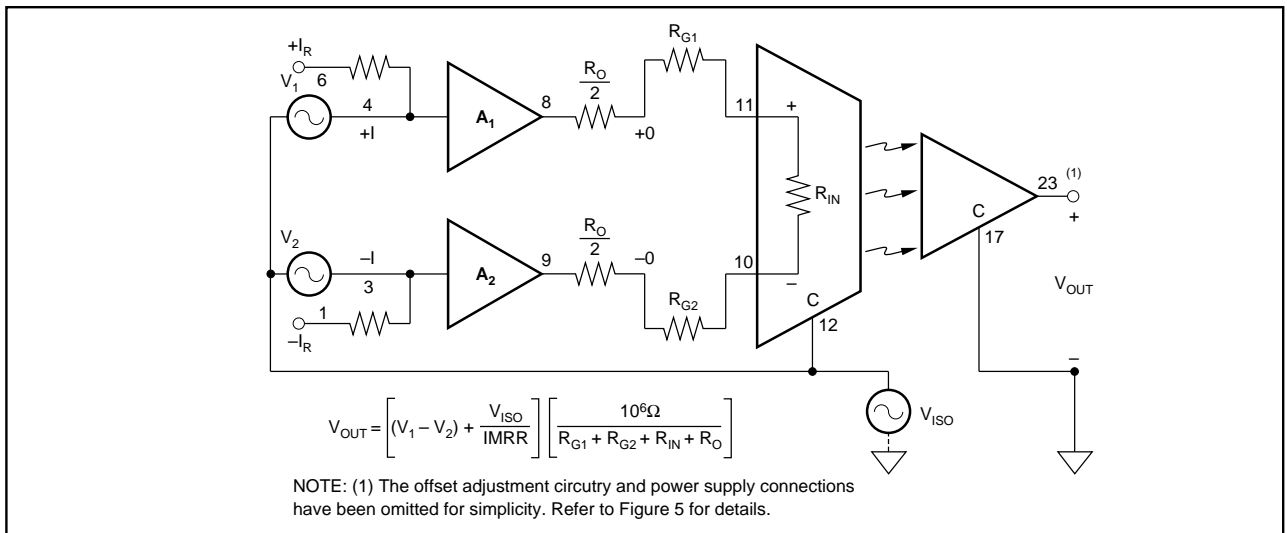 +I_R
6
V_1
4
+I
A_1
8
R_O
2
+0
R_G1
11
+
R_IN
23 (1)
+
C
17
V_2
–I
3
1
–I_R
A_2
9
R_O
2
–0
R_G2
10
–
C
12
V_OUT
–
V_ISO
V_OUT = [(V_1 – V_2) + V_ISO / IMRR] [10^6Ω / R_G1 + R_G2 + R_IN + R_O]
NOTE: (1) The offset adjustment circutry and power supply connections
have been omitted for simplicity. Refer to Figure 5 for details.